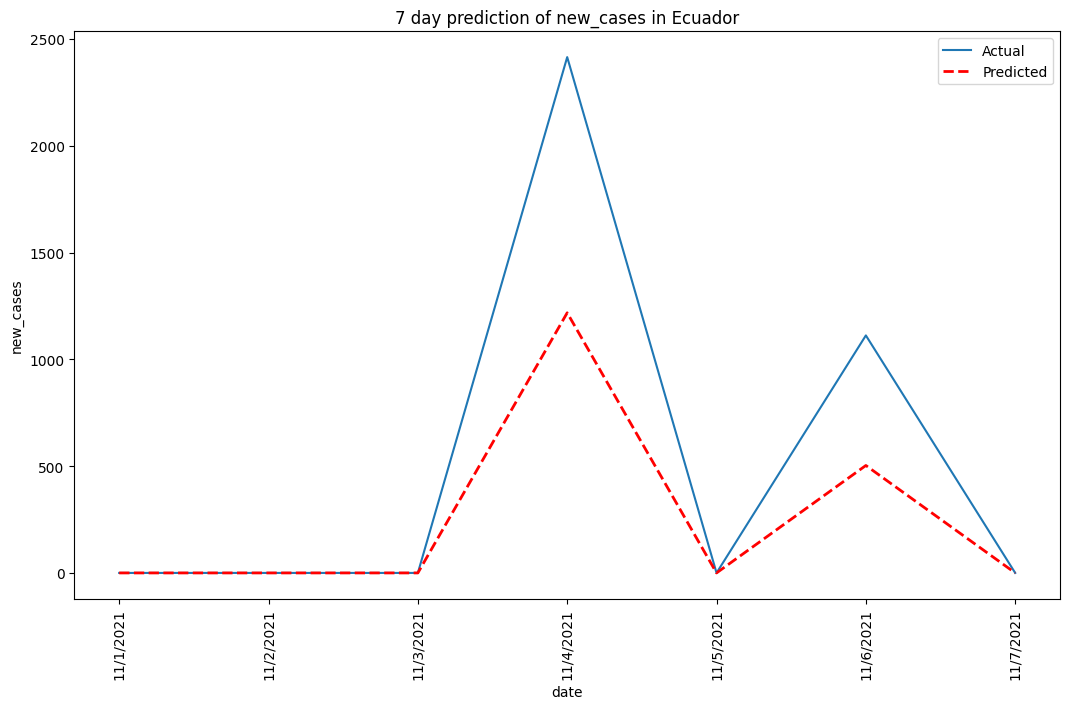 7 day prediction of new_cases in Ecuador
Actual
Predicted
new_cases
2500
2000
1500
1000
500
0
11/1/2021
11/2/2021
11/3/2021
11/4/2021
11/5/2021
11/6/2021
11/7/2021
date